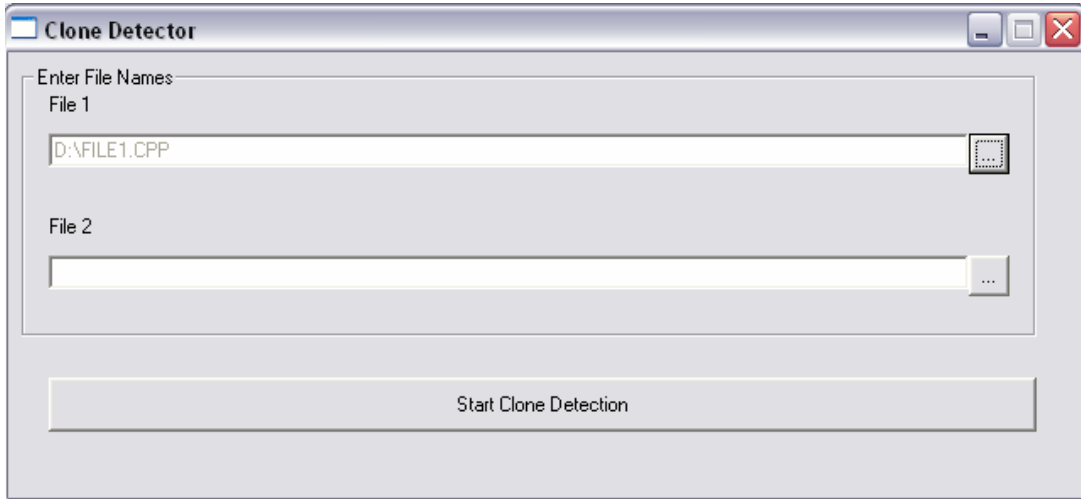 Clone Detector
Enter File Names
File 1
D:\FILE1.CPP
...
File 2
...
Start Clone Detection